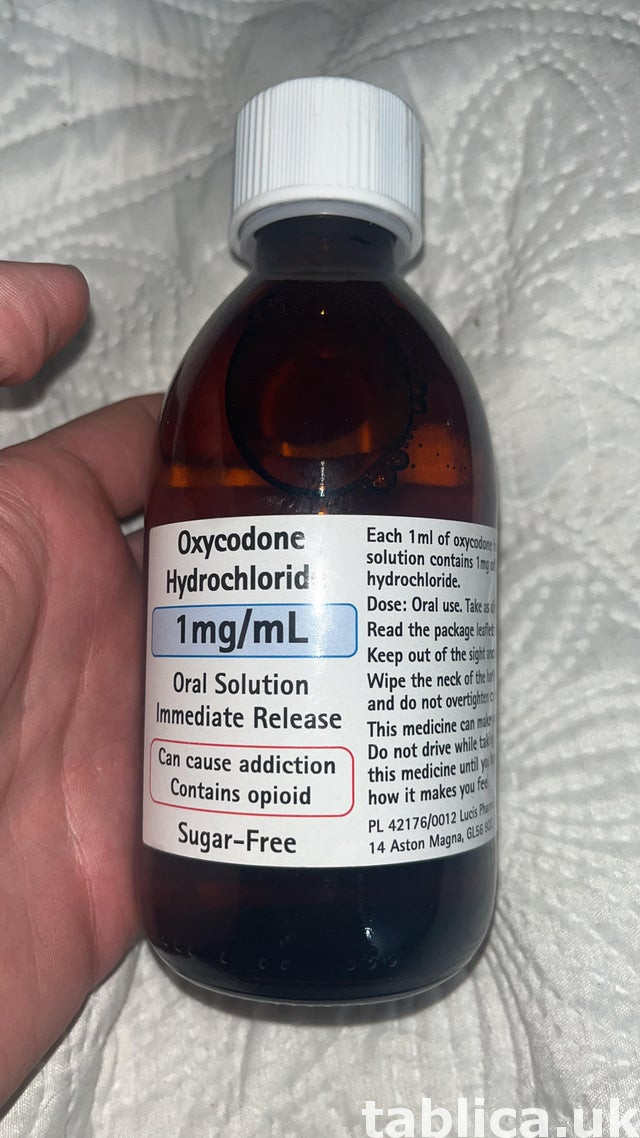 Oxycodone
Hydrochlorid
1mg/mL
Oral Solution
Immediate Release
Can cause addiction
Contains opioid
Sugar-Free
Each 1ml of oxycodone
solution contains 1mg
hydrochloride.
Dose: Oral use. Take as
Read the package
Keep out of the sight
Wipe the neck of the
and do not overtighten
This medicine can make
Do not drive while
this medicine until
how it makes you feel
PL 42176/0012 Lucis
14 Aston Magna, GL56
tablica.uk